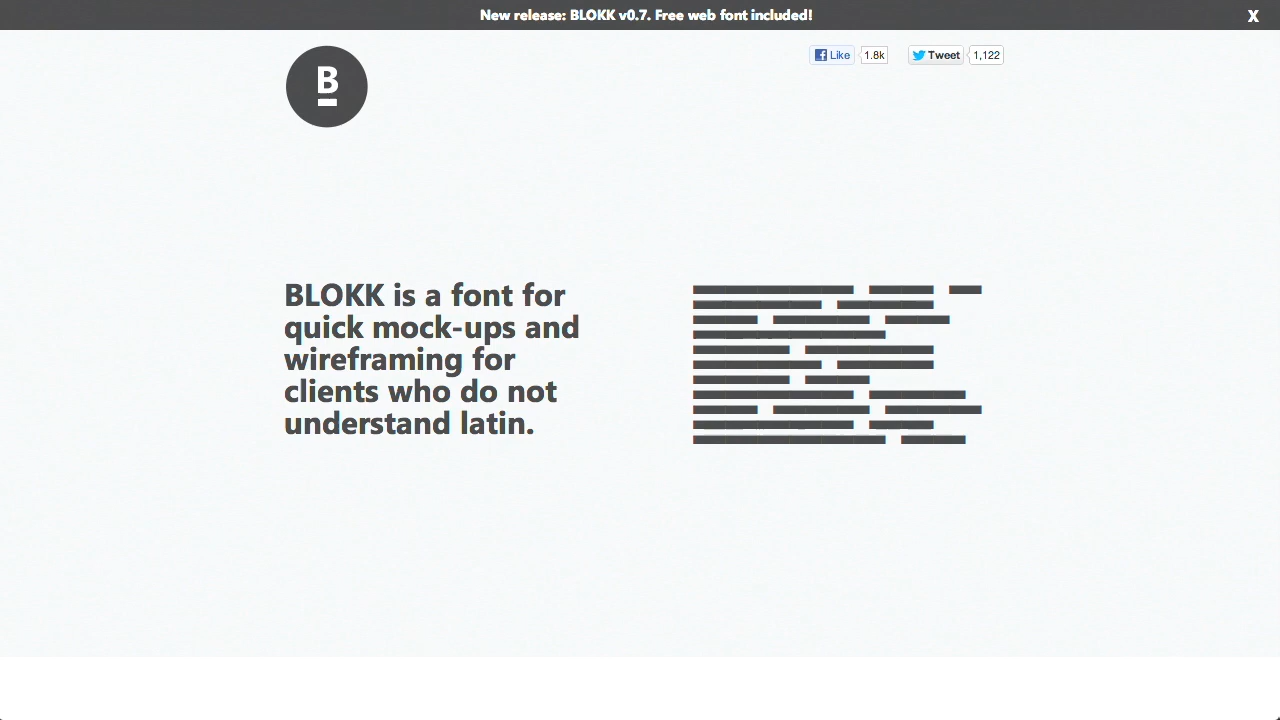 New release: BLOKK v0.7. Free web font included!
X
B
Like
1.8k
Tweet
1,122
BLOKK is a font for
quick mock-ups and
wireframing for
clients who do not
understand latin.